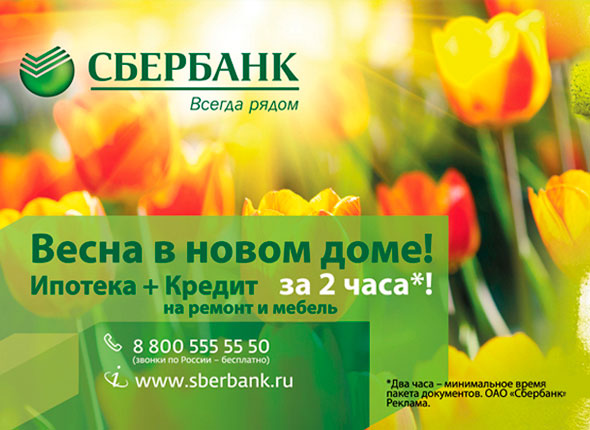 СБЕРБАНК
Всегда рядом
Весна в новом доме!
Ипотека + Кредит за 2 часа*!
на ремонт и мебель
8 800 555 55 50
(звонки по России – бесплатно)
www.sberbank.ru
*Два часа – минимальное время
пакета документов. ОАО «Сбербанк»
Реклама.